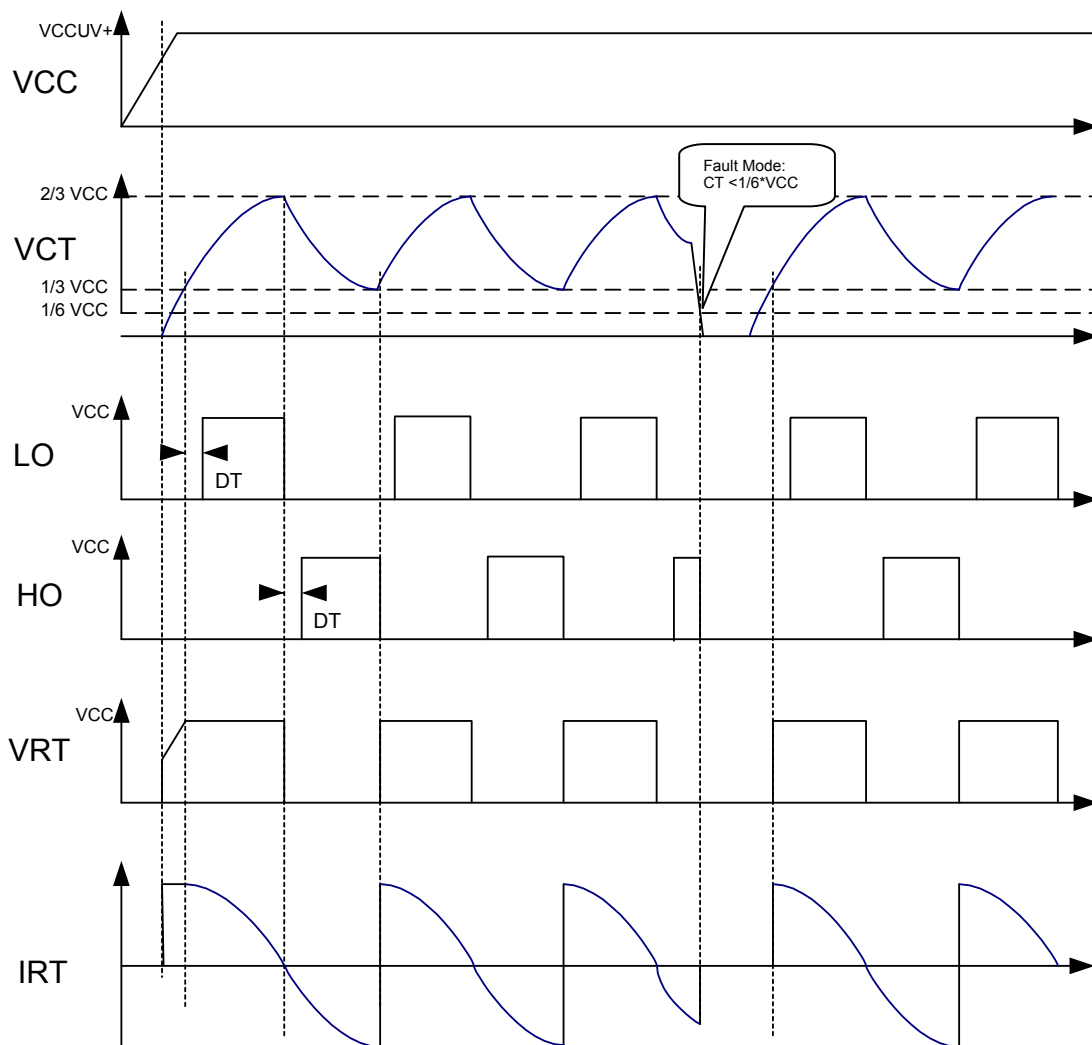 VCCUV+
VCC
2/3 VCC
Fault Mode:
CT <1/6*VCC
VCT
1/3 VCC
1/6 VCC
VCC
LO
DT
VCC
HO
DT
VCC
VRT
IRT